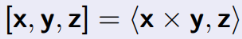 [x, y, z] = ⟨x × y, z⟩